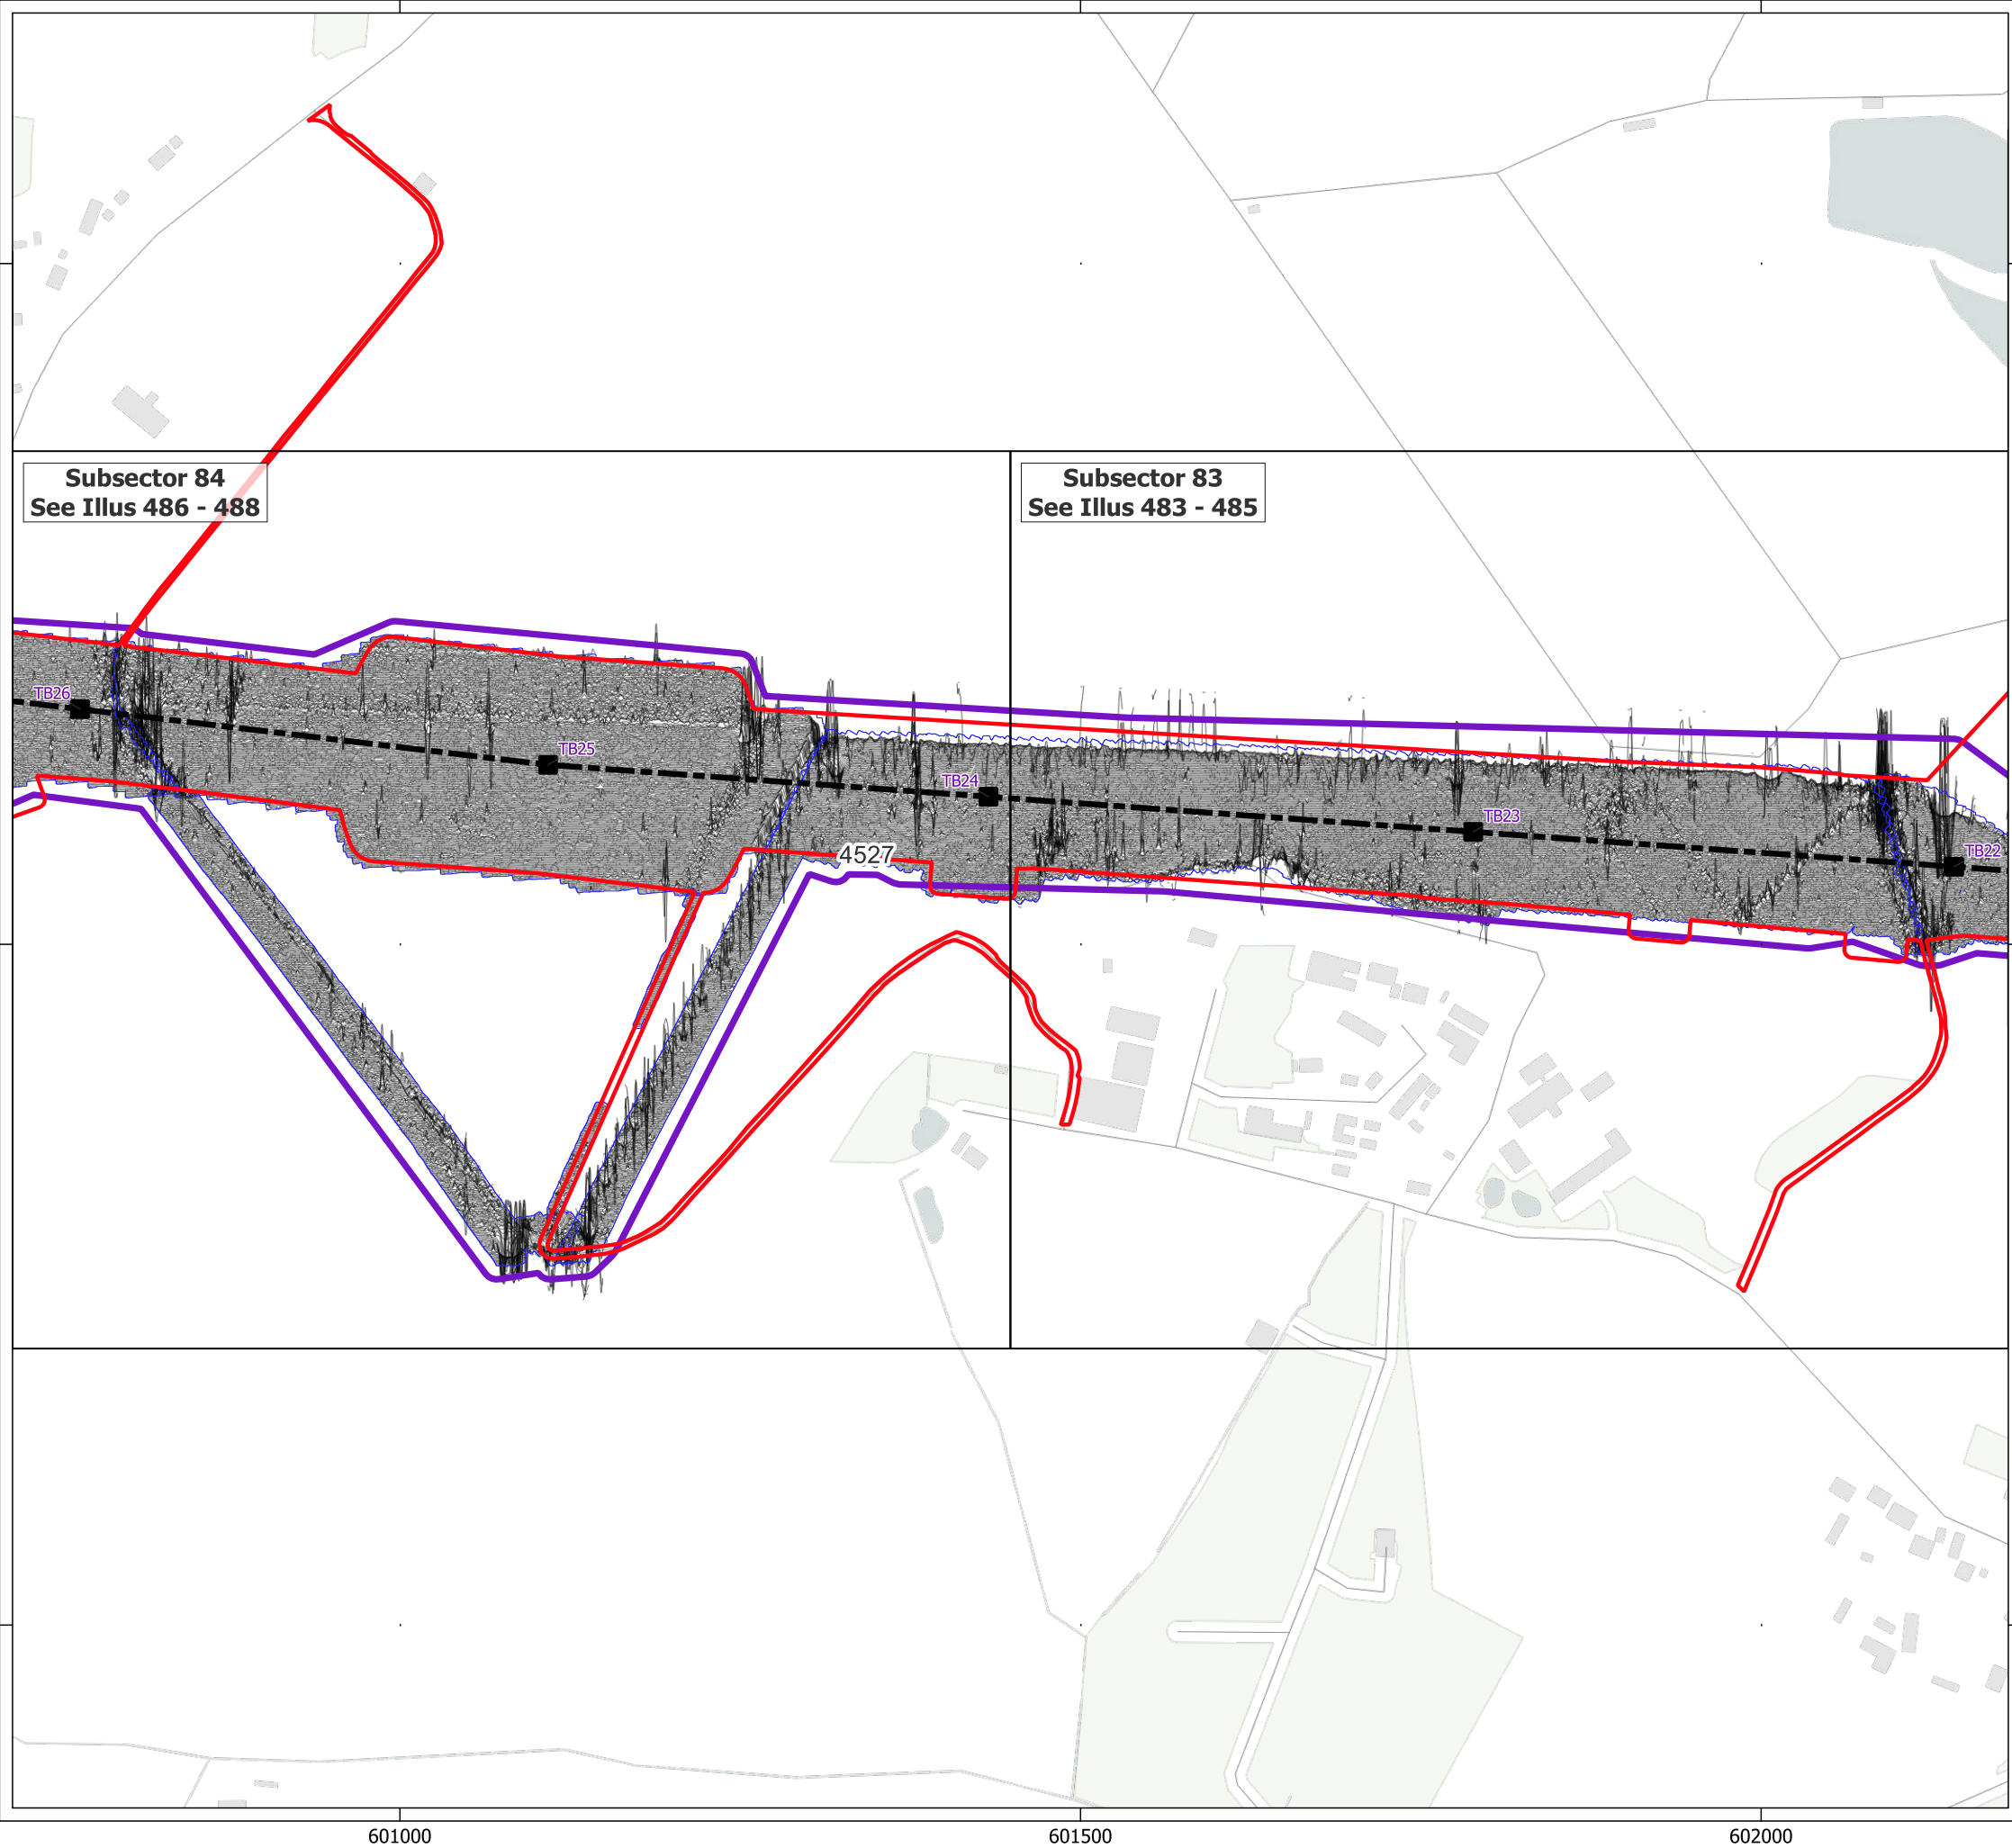 Subsector 84
See Illus 486 - 488
Subsector 83
See Illus 483 - 485
TB26
TB25
TB24
TB23
TB22
4527
601000
601500
602000